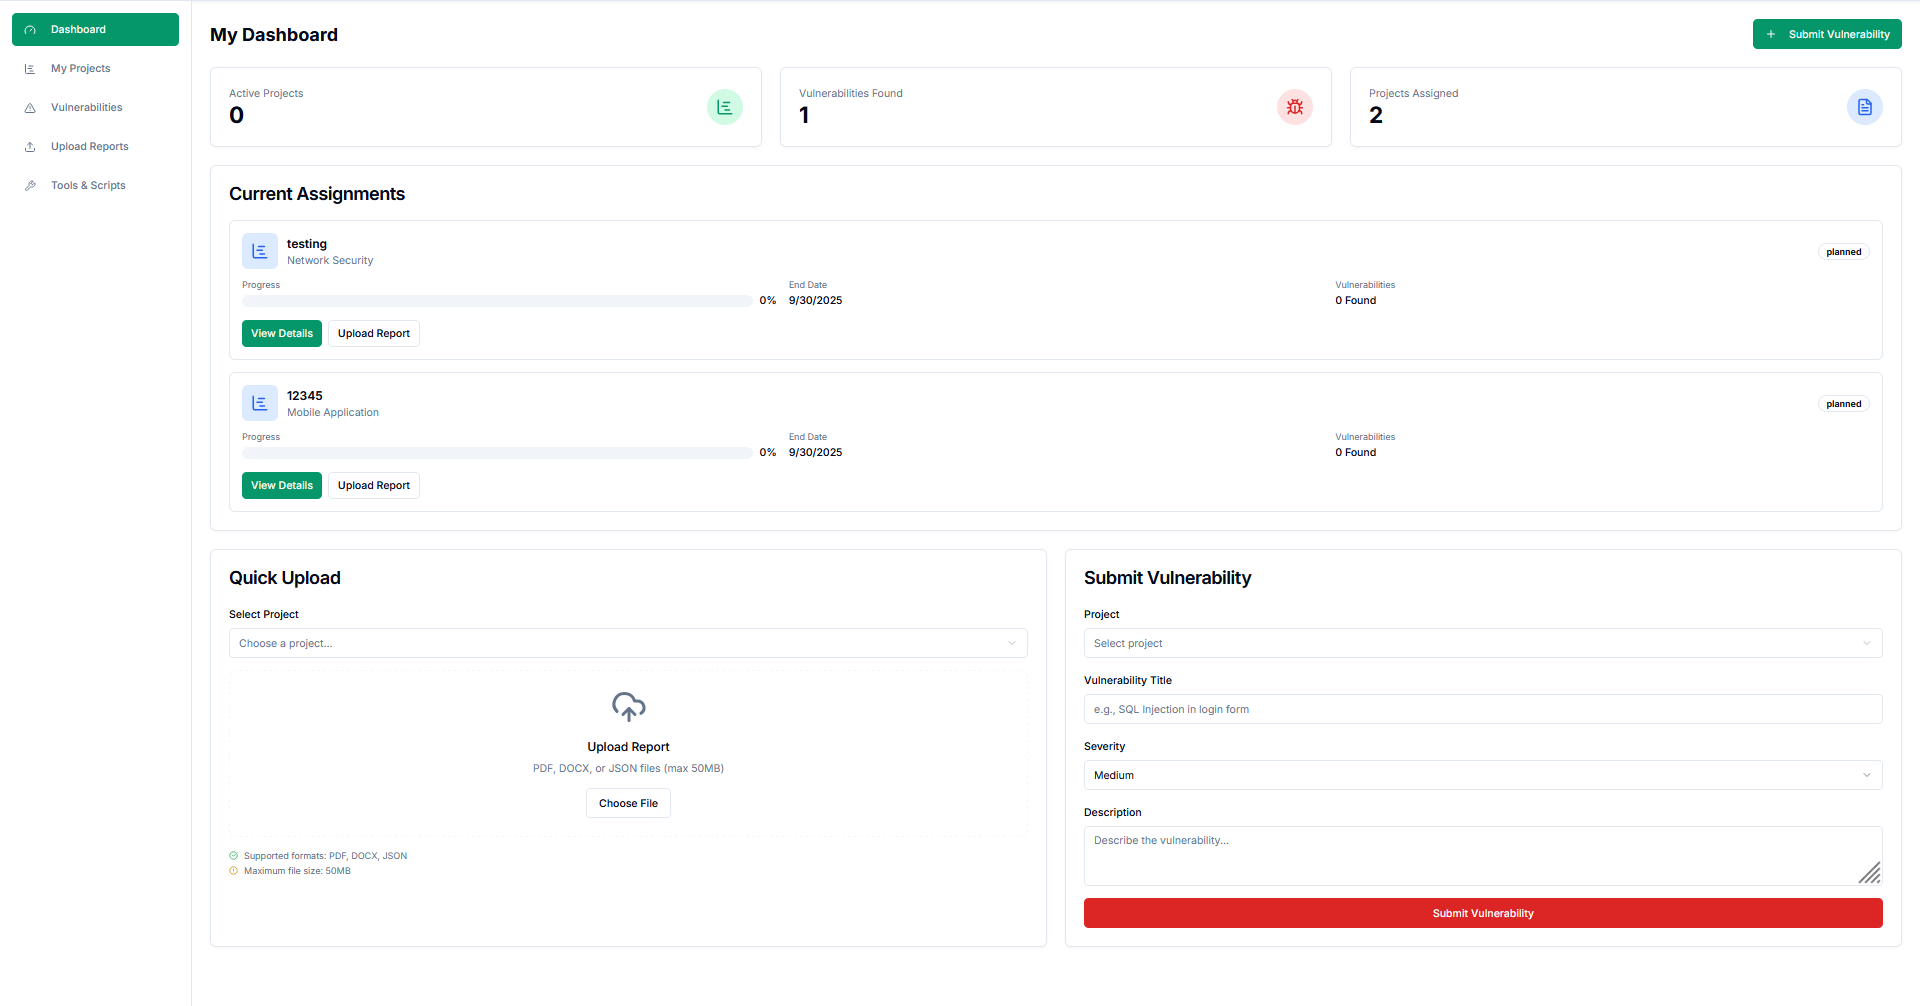 Dashboard
My Projects
Vulnerabilities
Upload Reports
Tools & Scripts
My Dashboard
Submit Vulnerability
Active Projects
0
Vulnerabilities Found
1
Projects Assigned
2
Current Assignments
testing
Network Security
planned
Progress
0%
End Date
9/30/2025
Vulnerabilities
0 Found
View Details
Upload Report
12345
Mobile Application
planned
Progress
0%
End Date
9/30/2025
Vulnerabilities
0 Found
View Details
Upload Report
Quick Upload
Select Project
Choose a project...
Upload Report
PDF, DOCX, or JSON files (max 50MB)
Choose File
Supported formats: PDF, DOCX, JSON
Maximum file size: 50MB
Submit Vulnerability
Project
Select project
Vulnerability Title
e.g., SQL Injection in login form
Severity
Medium
Description
Describe the vulnerability...
Submit Vulnerability